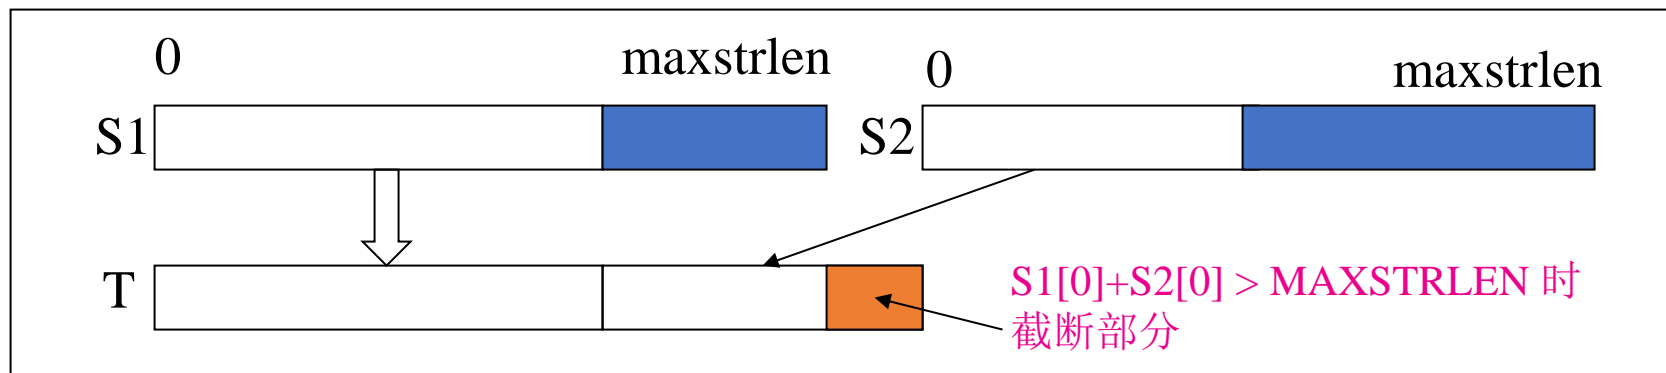 0 maxstrlen 0 maxstrlen
S1 S2
T
S1[0]+S2[0] > MAXSTRLEN 时
截断部分